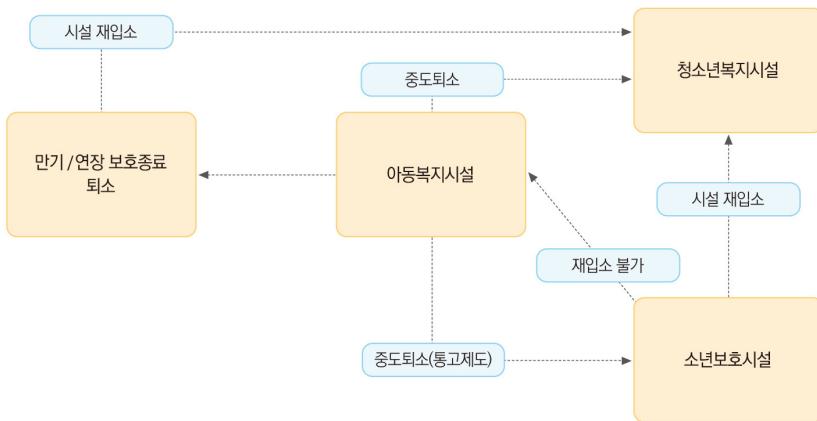 시설 재입소
청소년복지시설
중도퇴소
만기 / 연장 보호종료
퇴소
아동복지시설
시설 재입소
재입소 불가
중도퇴소(통고제도)
소년보호시설